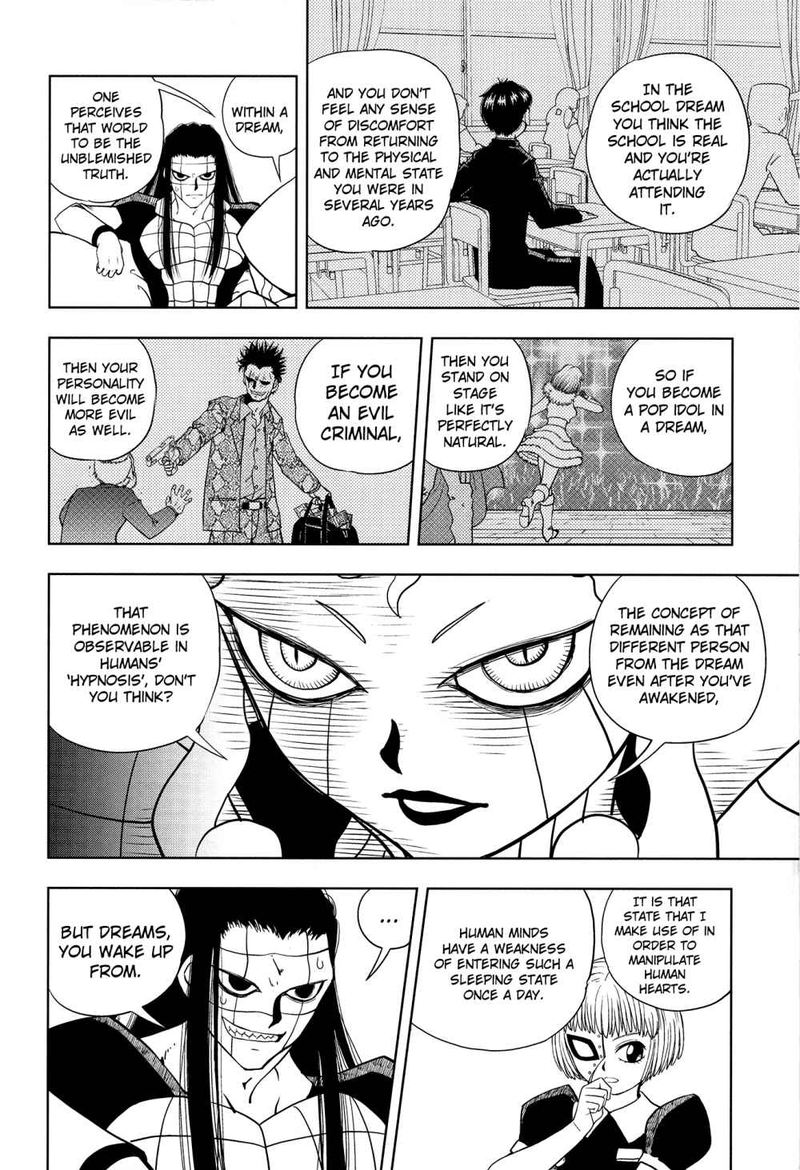 IN THE
SCHOOL DREAM
YOU THINK THE
SCHOOL IS REAL
AND YOU'RE
ACTUALLY
ATTENDING
IT.
AND YOU DON'T
FEEL ANY SENSE
OF DISCOMFORT
FROM RETURNING
TO THE PHYSICAL
AND MENTAL STATE
YOU WERE IN
SEVERAL YEARS
AGO.
WITHIN A
DREAM,
ONE
PERCEIVES
THAT WORLD
TO BE THE
UNBLEMISHED
TRUTH.
SO IF
YOU BECOME
A POP IDOL IN
A DREAM,
THEN YOU
STAND ON
STAGE
LIKE IT'S
PERFECTLY
NATURAL.
IF YOU
BECOME
AN EVIL
CRIMINAL,
THEN YOUR
PERSONALITY
WILL BECOME
MORE EVIL
AS WELL.
THE CONCEPT OF
REMAINING AS THAT
DIFFERENT PERSON
FROM THE DREAM
EVEN AFTER YOU'VE
AWAKENED,
THAT
PHENOMENON IS
OBSERVABLE IN
HUMANS'
'HYPNOSIS', DON'T
YOU THINK?
IT IS THAT
STATE THAT I
MAKE USE OF IN
ORDER TO
MANIPULATE
HUMAN
HEARTS.
HUMAN MINDS
HAVE A WEAKNESS
OF ENTERING SUCH A
SLEEPING STATE
ONCE A DAY.
...
BUT DREAMS,
YOU WAKE UP
FROM.